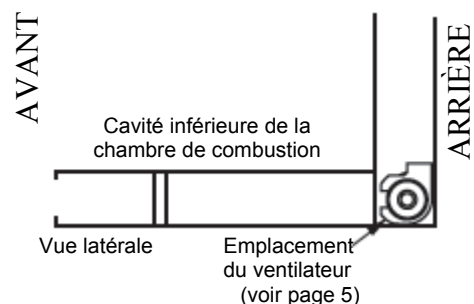 AVANT
ARRIÈRE
Cavité inférieure de la
chambre de combustion
Vue latérale
Emplacement
du ventilateur
(voir page 5)